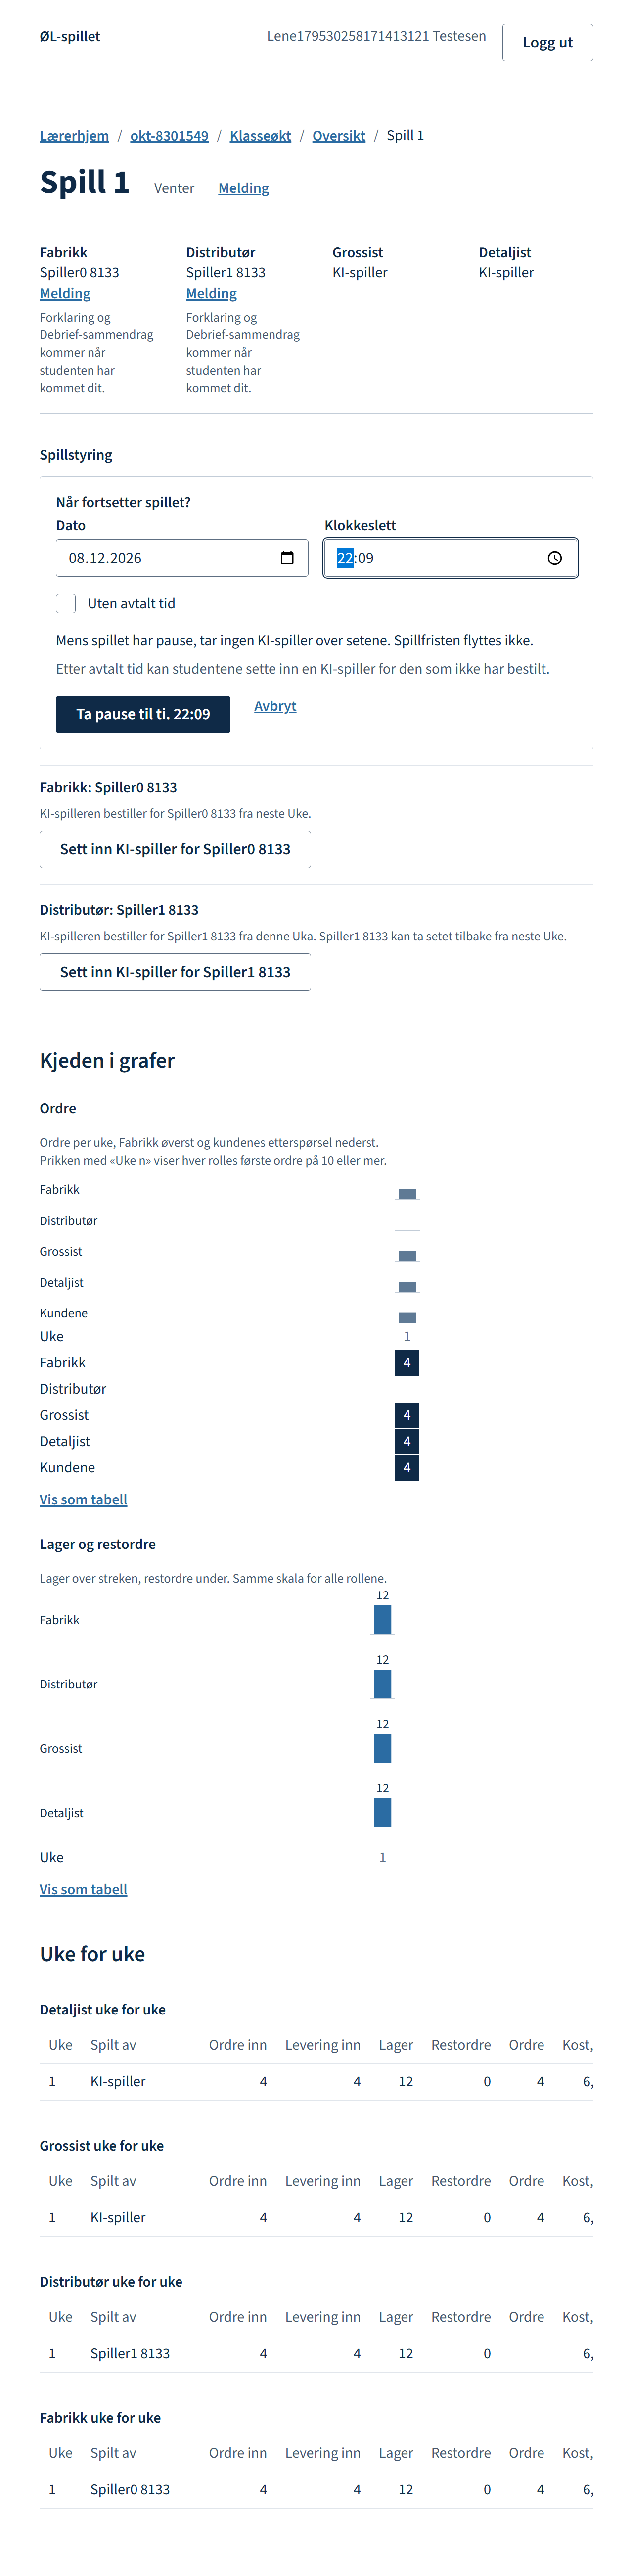 ØL-spillet
Lene179530258171413121 Testesen
Logg ut
Lærerhjem / okt-8301549 / Klasseøkt / Oversikt / Spill 1
Spill 1 Venter Melding
Fabrikk
Spiller0 8133
Melding
Forklaring og
Debrief-sammendrag
kommer når
studenten har
kommet dit.
Distributør
Spiller1 8133
Melding
Forklaring og
Debrief-sammendrag
kommer når
studenten har
kommet dit.
Grossist
KI-spiller
Detaljist
KI-spiller
Spillstyring
Når fortsetter spillet?
Dato
08.12.2026
Klokkeslett
22:09
Uten avtalt tid
Mens spillet har pause, tar ingen KI-spiller over setene. Spillfristen flyttes ikke.
Etter avtalt tid kan studentene sette inn en KI-spiller for den som ikke har bestilt.
Ta pause til ti. 22:09
Avbryt
Fabrikk: Spiller0 8133
KI-spilleren bestiller for Spiller0 8133 fra neste Uke.
Sett inn KI-spiller for Spiller0 8133
Distributør: Spiller1 8133
KI-spilleren bestiller for Spiller1 8133 fra denne Uka. Spiller1 8133 kan ta setet tilbake fra neste Uke.
Sett inn KI-spiller for Spiller1 8133
Kjeden i grafer
Ordre
Ordre per uke, Fabrikk øverst og kundenes etterspørsel nederst.
Prikken med «Uke n» viser hver rolles første ordre på 10 eller mer.
Fabrikk
Distributør
Grossist
Detaljist
Kundene
Uke 1
Fabrikk 4
Distributør
Grossist 4
Detaljist 4
Kundene 4
Vis som tabell
Lager og restordre
Lager over streken, restordre under. Samme skala for alle rollene.
12
Fabrikk
12
Distributør
12
Grossist
12
Detaljist
Uke 1
Vis som tabell
Uke for uke
Detaljist uke for uke
Uke Spilt av Ordre inn Levering inn Lager Restordre Ordre Kost,
1 KI-spiller 4 4 12 0 4 6,
Grossist uke for uke
Uke Spilt av Ordre inn Levering inn Lager Restordre Ordre Kost,
1 KI-spiller 4 4 12 0 4 6,
Distributør uke for uke
Uke Spilt av Ordre inn Levering inn Lager Restordre Ordre Kost,
1 Spiller1 8133 4 4 12 0 6,
Fabrikk uke for uke
Uke Spilt av Ordre inn Levering inn Lager Restordre Ordre Kost,
1 Spiller0 8133 4 4 12 0 4 6,